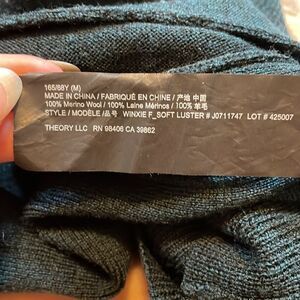 165/88Y (M)
MADE IN CHINA / FABRIQUÉ EN CHINE / 产地 中国
100% Merino Wool / 100% Laine Mérinos / 100% 羊毛
STYLE / MODÈLE / 品号 WINXIE F_SOFT LUSTER # J0711747 LOT # 425007
THEORY LLC RN 98406 CA 39862